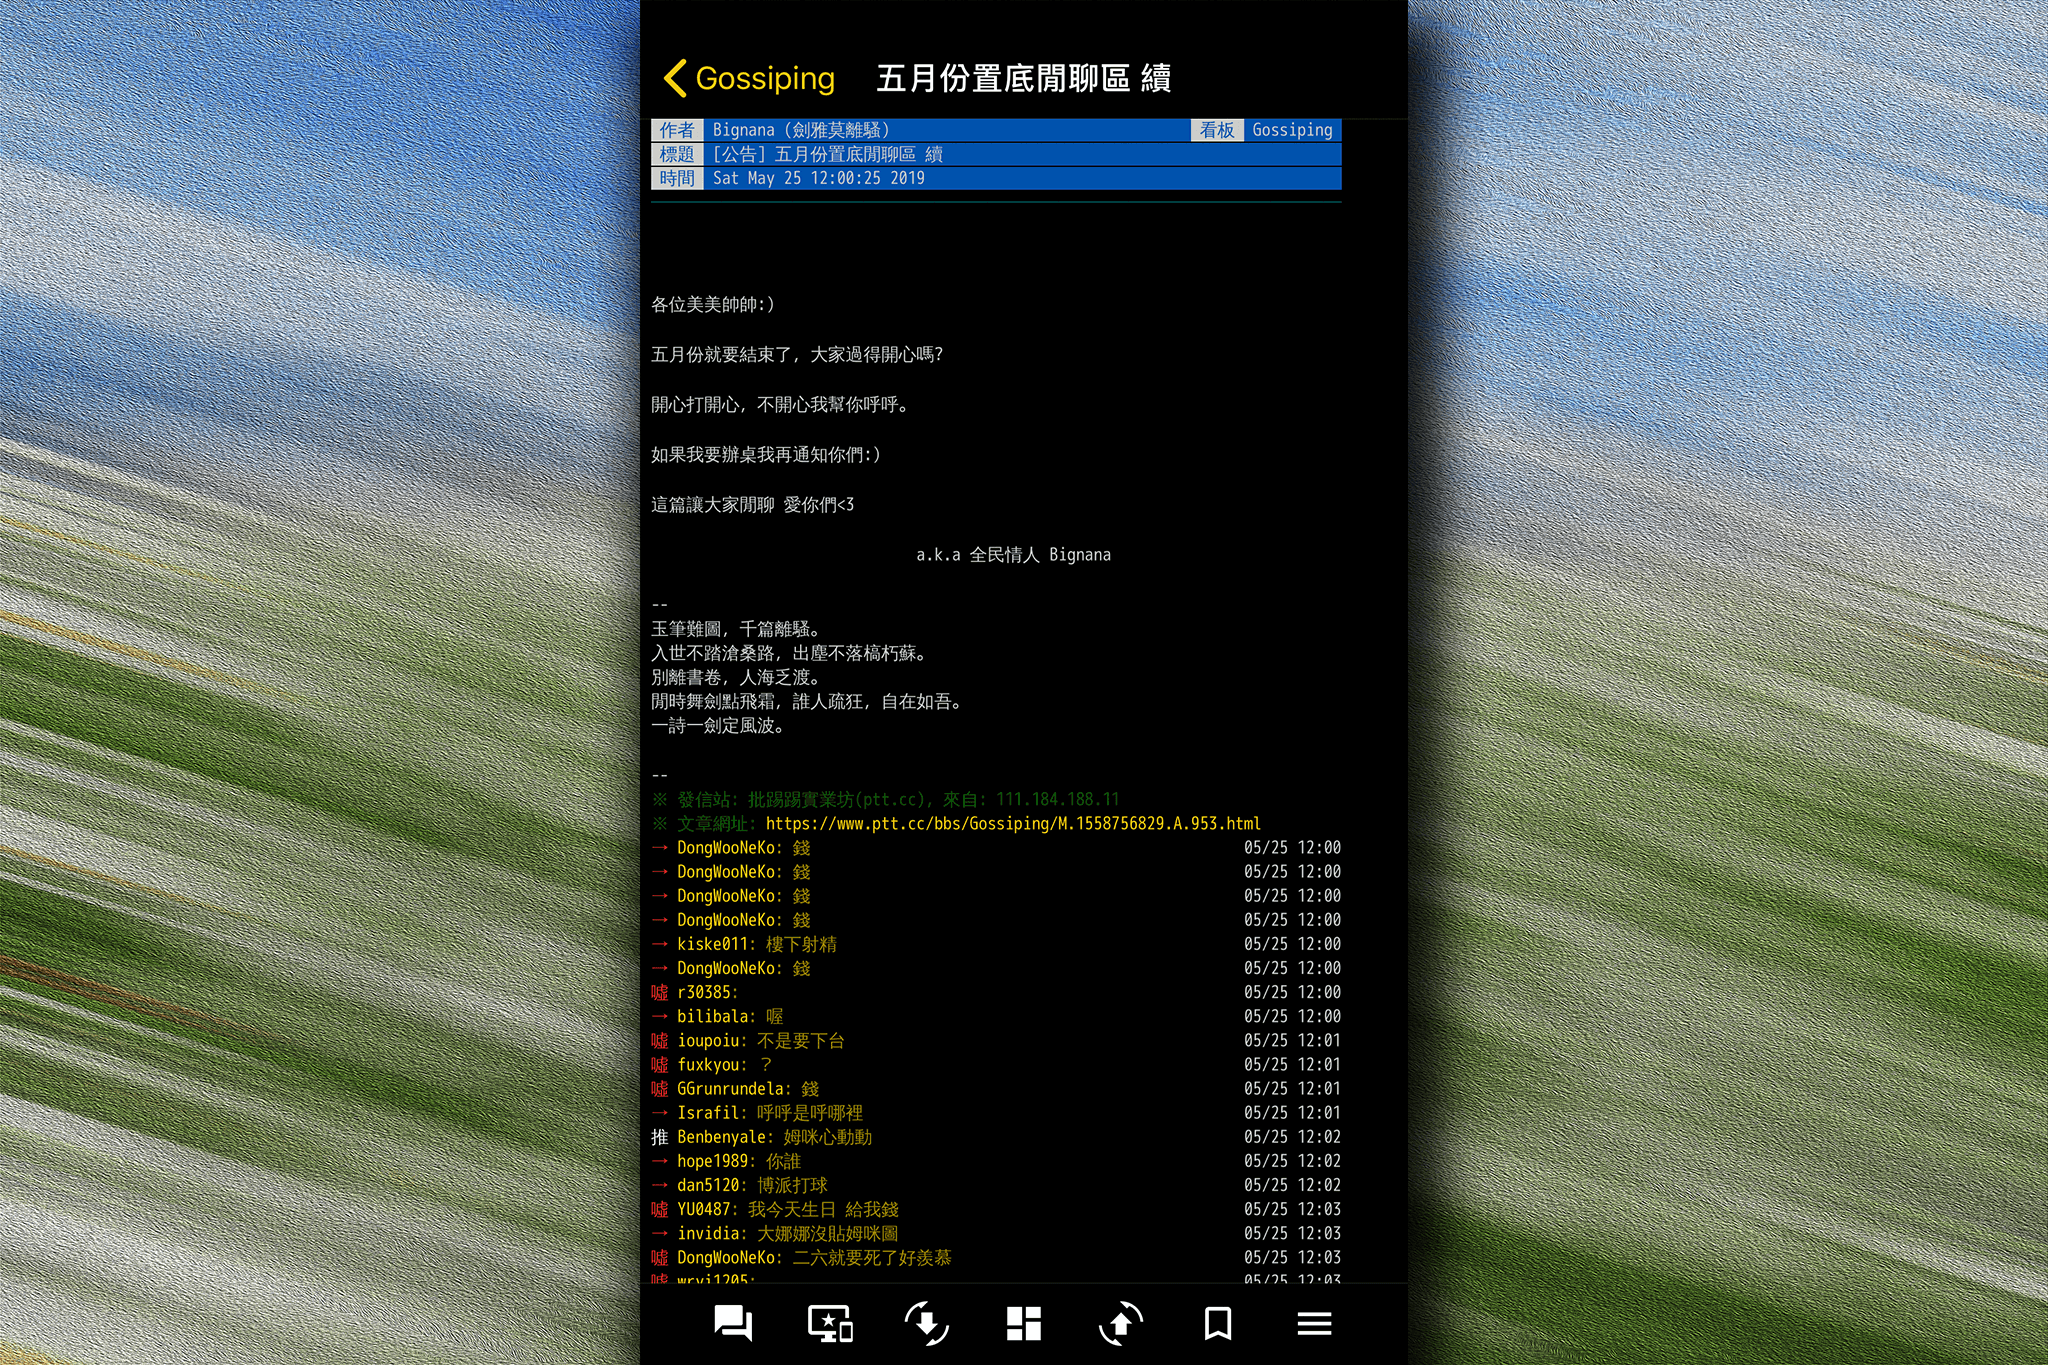 Gossiping 五月份置底閒聊區 續
作者 Bignana (劍雅莫離騷) 看板 Gossiping
標題 [公告] 五月份置底閒聊區 續
時間 Sat May 25 12:00:25 2019
各位美美帥帥:)
五月份就要結束了, 大家過得開心嗎?
開心打開心, 不開心我幫你呼呼。
如果我要辦桌我再通知你們:)
這篇讓大家閒聊 愛你們<3
a.k.a 全民情人 Bignana
--
玉筆難圖, 千篇離騷。
入世不踏滄桑路, 出塵不落槁朽蘇。
別離書卷, 人海乏渡。
閒時舞劍點飛霜, 誰人疏狂, 自在如吾。
一詩一劍定風波。
--
※ 發信站: 批踢踢實業坊(ptt.cc), 來自: 111.184.188.11
※ 文章網址: https://www.ptt.cc/bbs/Gossiping/M.1558756829.A.953.html
→ DongWooNeKo: 錢 05/25 12:00
→ DongWooNeKo: 錢 05/25 12:00
→ DongWooNeKo: 錢 05/25 12:00
→ DongWooNeKo: 錢 05/25 12:00
→ kiske011: 樓下射精 05/25 12:00
→ DongWooNeKo: 錢 05/25 12:00
噓 r30385: 05/25 12:00
→ bilibala: 喔 05/25 12:00
噓 ioupoiu: 不是要下台 05/25 12:01
噓 fuxkyou: ？ 05/25 12:01
噓 GGrunrundela: 錢 05/25 12:01
→ Israfil: 呼呼是呼哪裡 05/25 12:01
推 Benbenyale: 姆咪心動動 05/25 12:02
→ hope1989: 你誰 05/25 12:02
→ dan5120: 博派打球 05/25 12:02
噓 YU0487: 我今天生日 給我錢 05/25 12:03
→ invidia: 大娜娜沒貼姆咪圖 05/25 12:03
噓 DongWooNeKo: 二六就要死了好羨慕 05/25 12:03
噓 wrvi1205: 05/25 12:03